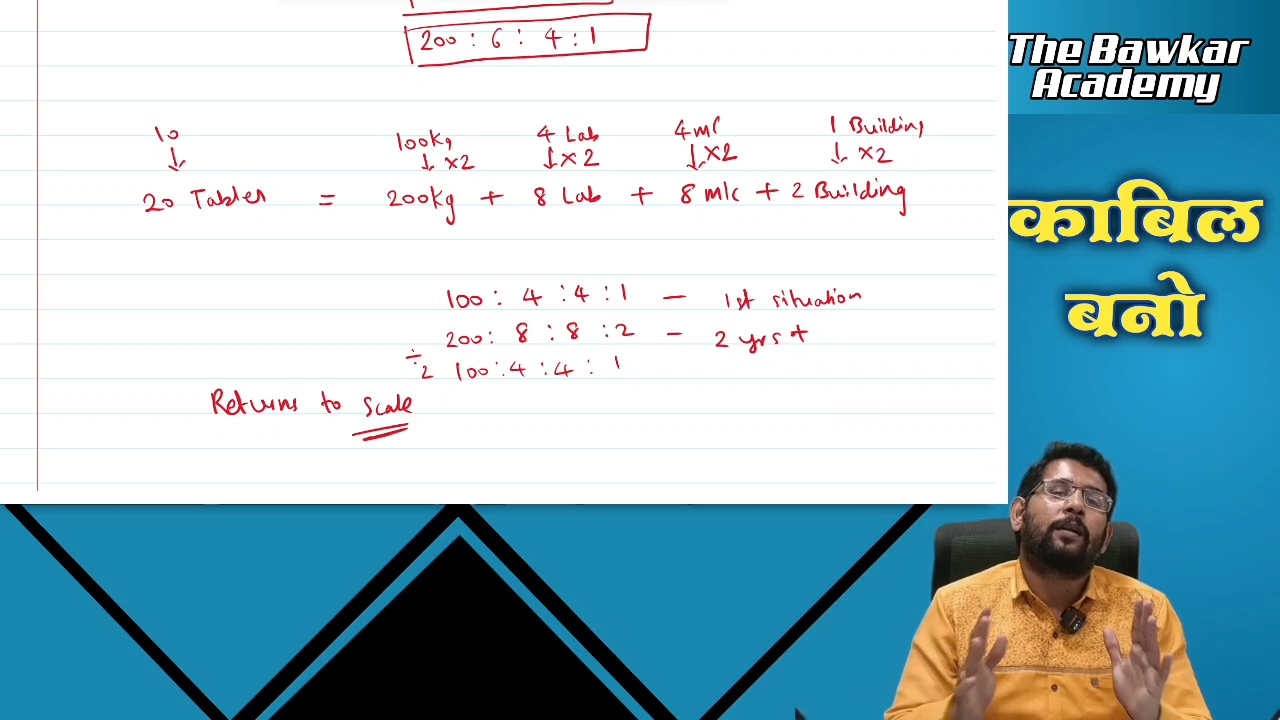 200 : 6 : 4 : 1
The Bawkar
Academy
10 100Kg 4 Lab 4 m/c 1 Building
↓ ↓ ×2 ↓ ×2 ↓ ×2 ↓ ×2
20 Tables = 200Kg + 8 Lab + 8 m/c + 2 Building
काबिल
बनो
100 : 4 : 4 : 1 — 1st situation
200 : 8 : 8 : 2 — 2 yrs +
÷2 100 : 4 : 4 : 1
Returns to Scale